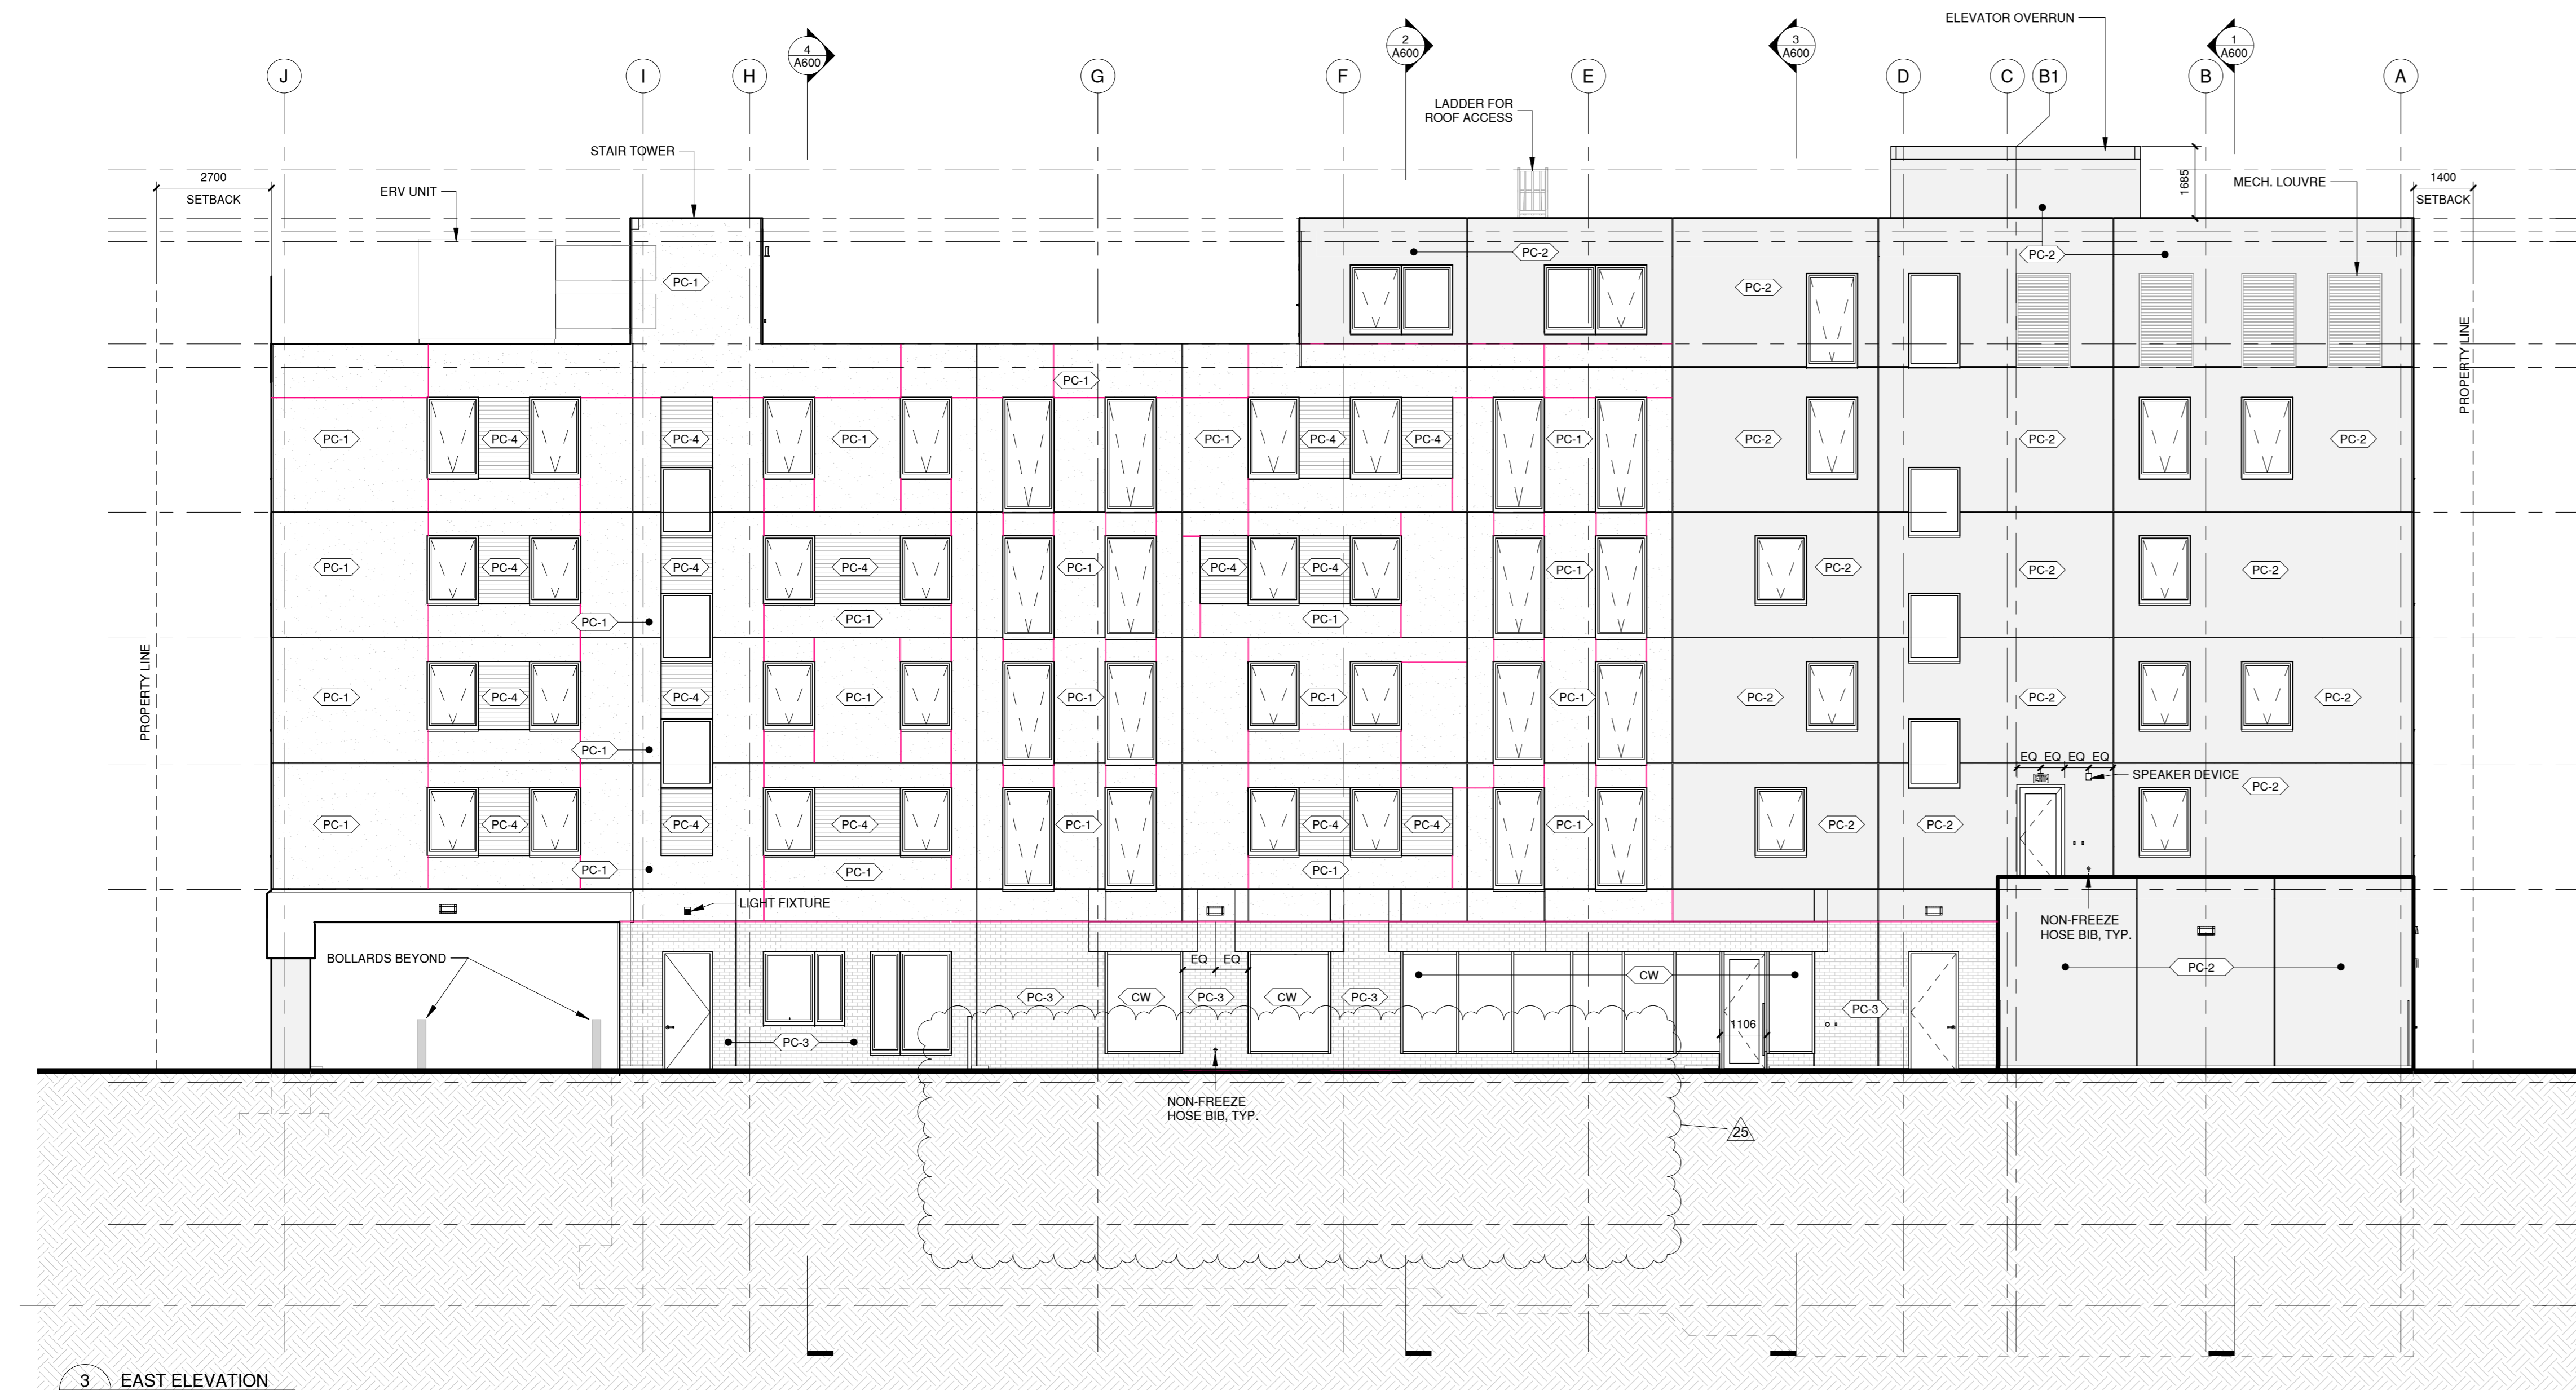 ELEVATOR OVERRUN
4
A600
2
A600
3
A600
1
A600
J
I
H
G
F
E
D
C
B1
B
A
LADDER FOR
ROOF ACCESS
STAIR TOWER
2700
SETBACK
ERV UNIT
1685
MECH. LOUVRE
1400
SETBACK
PC-1
PC-2
PC-2
PC-2
PC-1
PROPERTY LINE
PC-1
PC-4
PC-4
PC-1
PC-1
PC-4
PC-4
PC-1
PC-2
PC-2
PC-2
PC-1
PC-4
PC-4
PC-4
PC-1
PC-4
PC-4
PC-1
PC-2
PC-2
PC-2
PC-1
PC-1
PC-1
PROPERTY LINE
PC-1
PC-4
PC-4
PC-1
PC-1
PC-1
PC-1
PC-2
PC-2
PC-2
PC-1
EQ EQ EQ EQ
SPEAKER DEVICE
PC-2
PC-1
PC-4
PC-4
PC-4
PC-1
PC-4
PC-4
PC-1
PC-2
PC-2
PC-1
PC-1
PC-1
LIGHT FIXTURE
NON-FREEZE
HOSE BIB, TYP.
BOLLARDS BEYOND
EQ EQ
CW
PC-2
PC-3
CW
PC-3
CW
PC-3
PC-3
1106
PC-3
NON-FREEZE
HOSE BIB, TYP.
25
3
EAST ELEVATION